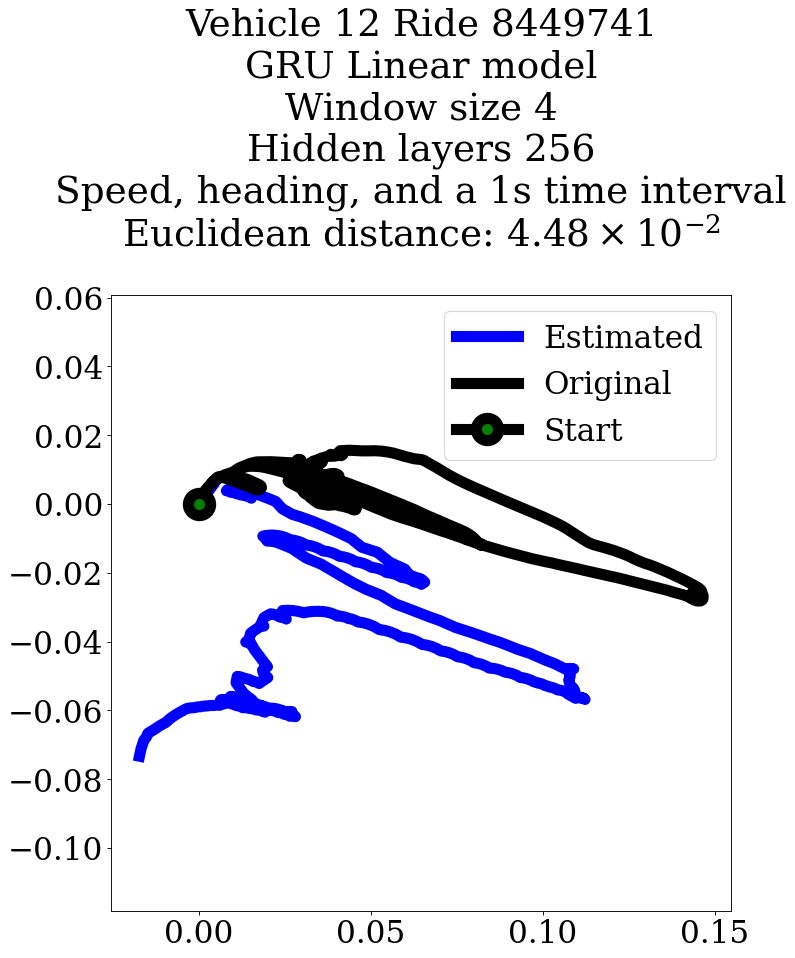 Vehicle 12 Ride 8449741
GRU Linear model
Window size 4
Hidden layers 256
Speed, heading, and a 1s time interval
Euclidean distance: 4.48 × 10⁻²
0.06
0.04
0.02
0.00
−0.02
−0.04
−0.06
−0.08
−0.10
Estimated
Original
Start
0.00 0.05 0.10 0.15